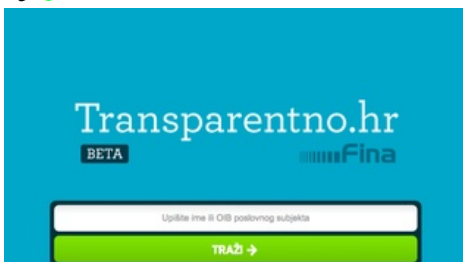 Transparentno.hr
BETA
Fina
Upišite ime ili OIB poslovnog subjekta
TRAŽI →